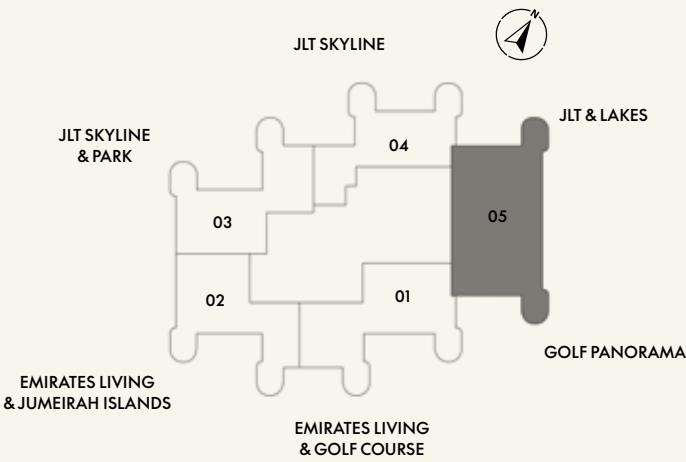 N
JLT SKYLINE
JLT & LAKES
JLT SKYLINE
& PARK
04
05
03
02
01
GOLF PANORAMA
EMIRATES LIVING
& JUMEIRAH ISLANDS
EMIRATES LIVING
& GOLF COURSE